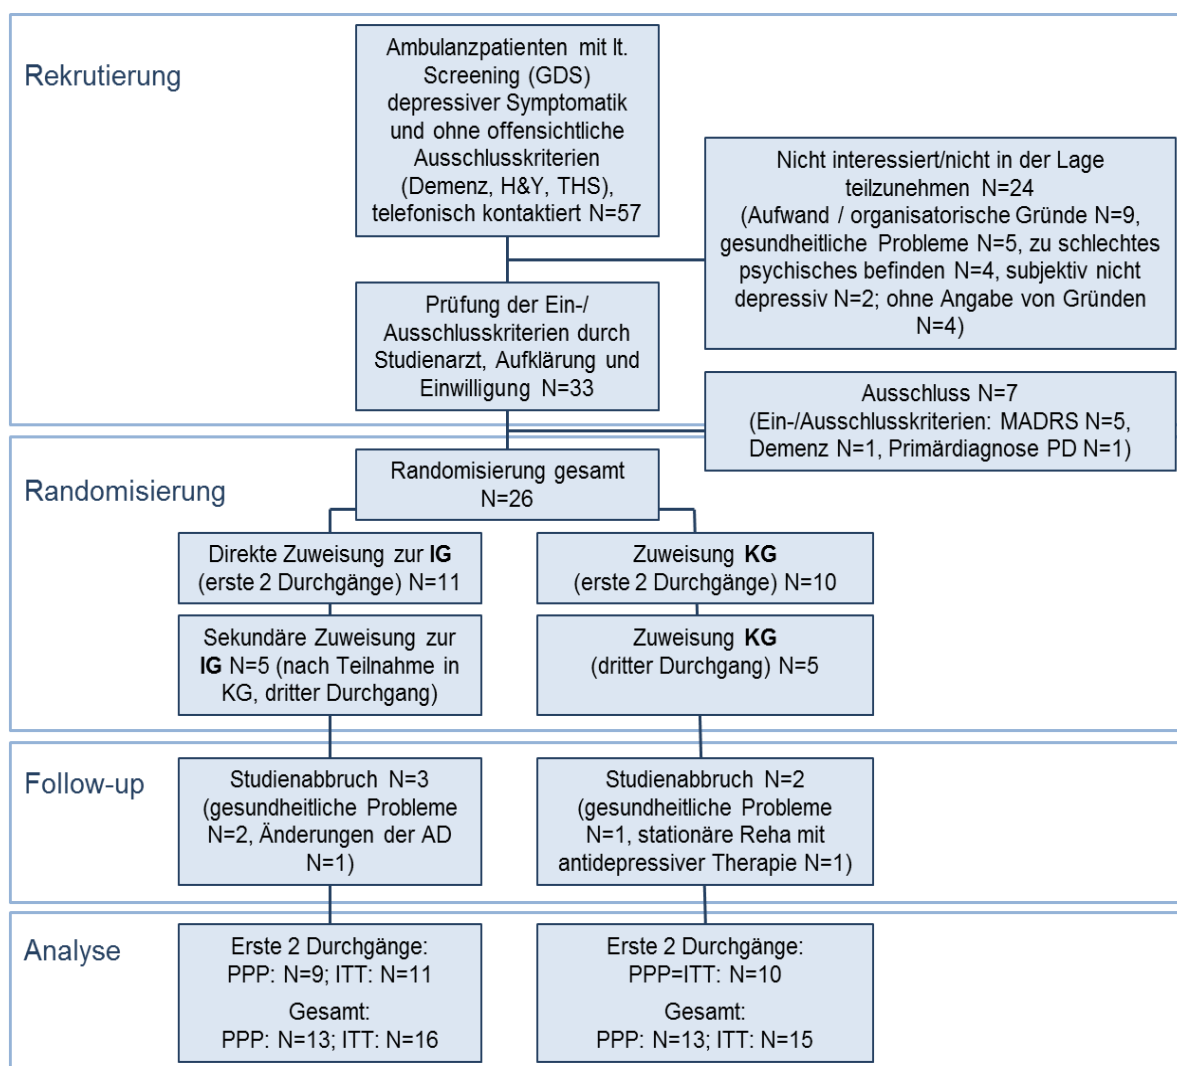 Rekrutierung
Ambulanzpatienten mit lt.
Screening (GDS)
depressiver Symptomatik
und ohne offensichtliche
Ausschlusskriterien
(Demenz, H&Y, THS),
telefonisch kontaktiert N=57
Nicht interessiert/nicht in der Lage
teilzunehmen N=24
(Aufwand / organisatorische Gründe N=9,
gesundheitliche Probleme N=5, zu schlechtes
psychisches befinden N=4, subjektiv nicht
depressiv N=2; ohne Angabe von Gründen
N=4)
Prüfung der Ein-/
Ausschlusskriterien durch
Studienarzt, Aufklärung und
Einwilligung N=33
Ausschluss N=7
(Ein-/Ausschlusskriterien: MADRS N=5,
Demenz N=1, Primärdiagnose PD N=1)
Randomisierung
Randomisierung gesamt
N=26
Direkte Zuweisung zur IG
(erste 2 Durchgänge) N=11
Zuweisung KG
(erste 2 Durchgänge) N=10
Sekundäre Zuweisung zur
IG N=5 (nach Teilnahme in
KG, dritter Durchgang)
Zuweisung KG
(dritter Durchgang) N=5
Follow-up
Studienabbruch N=3
(gesundheitliche Probleme
N=2, Änderungen der AD
N=1)
Studienabbruch N=2
(gesundheitliche Probleme
N=1, stationäre Reha mit
antidepressiver Therapie N=1)
Analyse
Erste 2 Durchgänge:
PPP: N=9; ITT: N=11
Gesamt:
PPP: N=13; ITT: N=16
Erste 2 Durchgänge:
PPP=ITT: N=10
Gesamt:
PPP: N=13; ITT: N=15